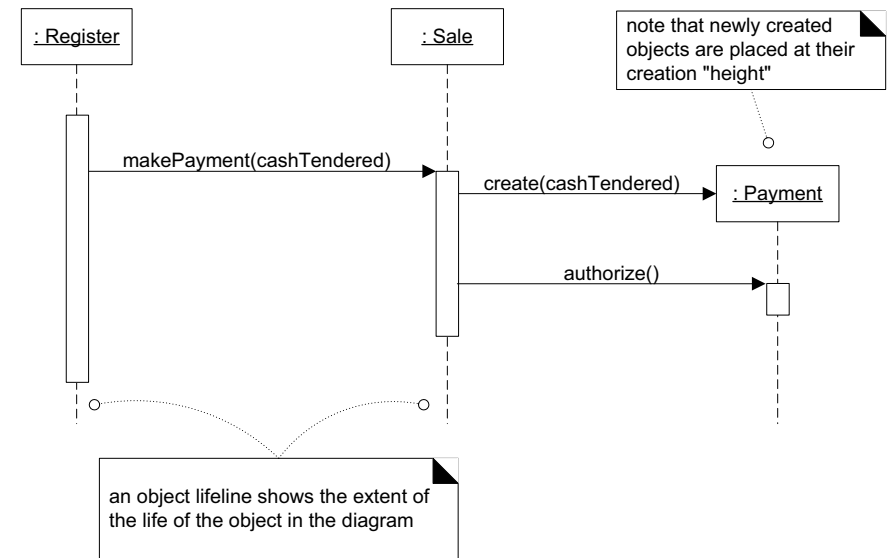 : Register
: Sale
note that newly created
objects are placed at their
creation "height"
makePayment(cashTendered)
create(cashTendered)
: Payment
authorize()
an object lifeline shows the extent of
the life of the object in the diagram